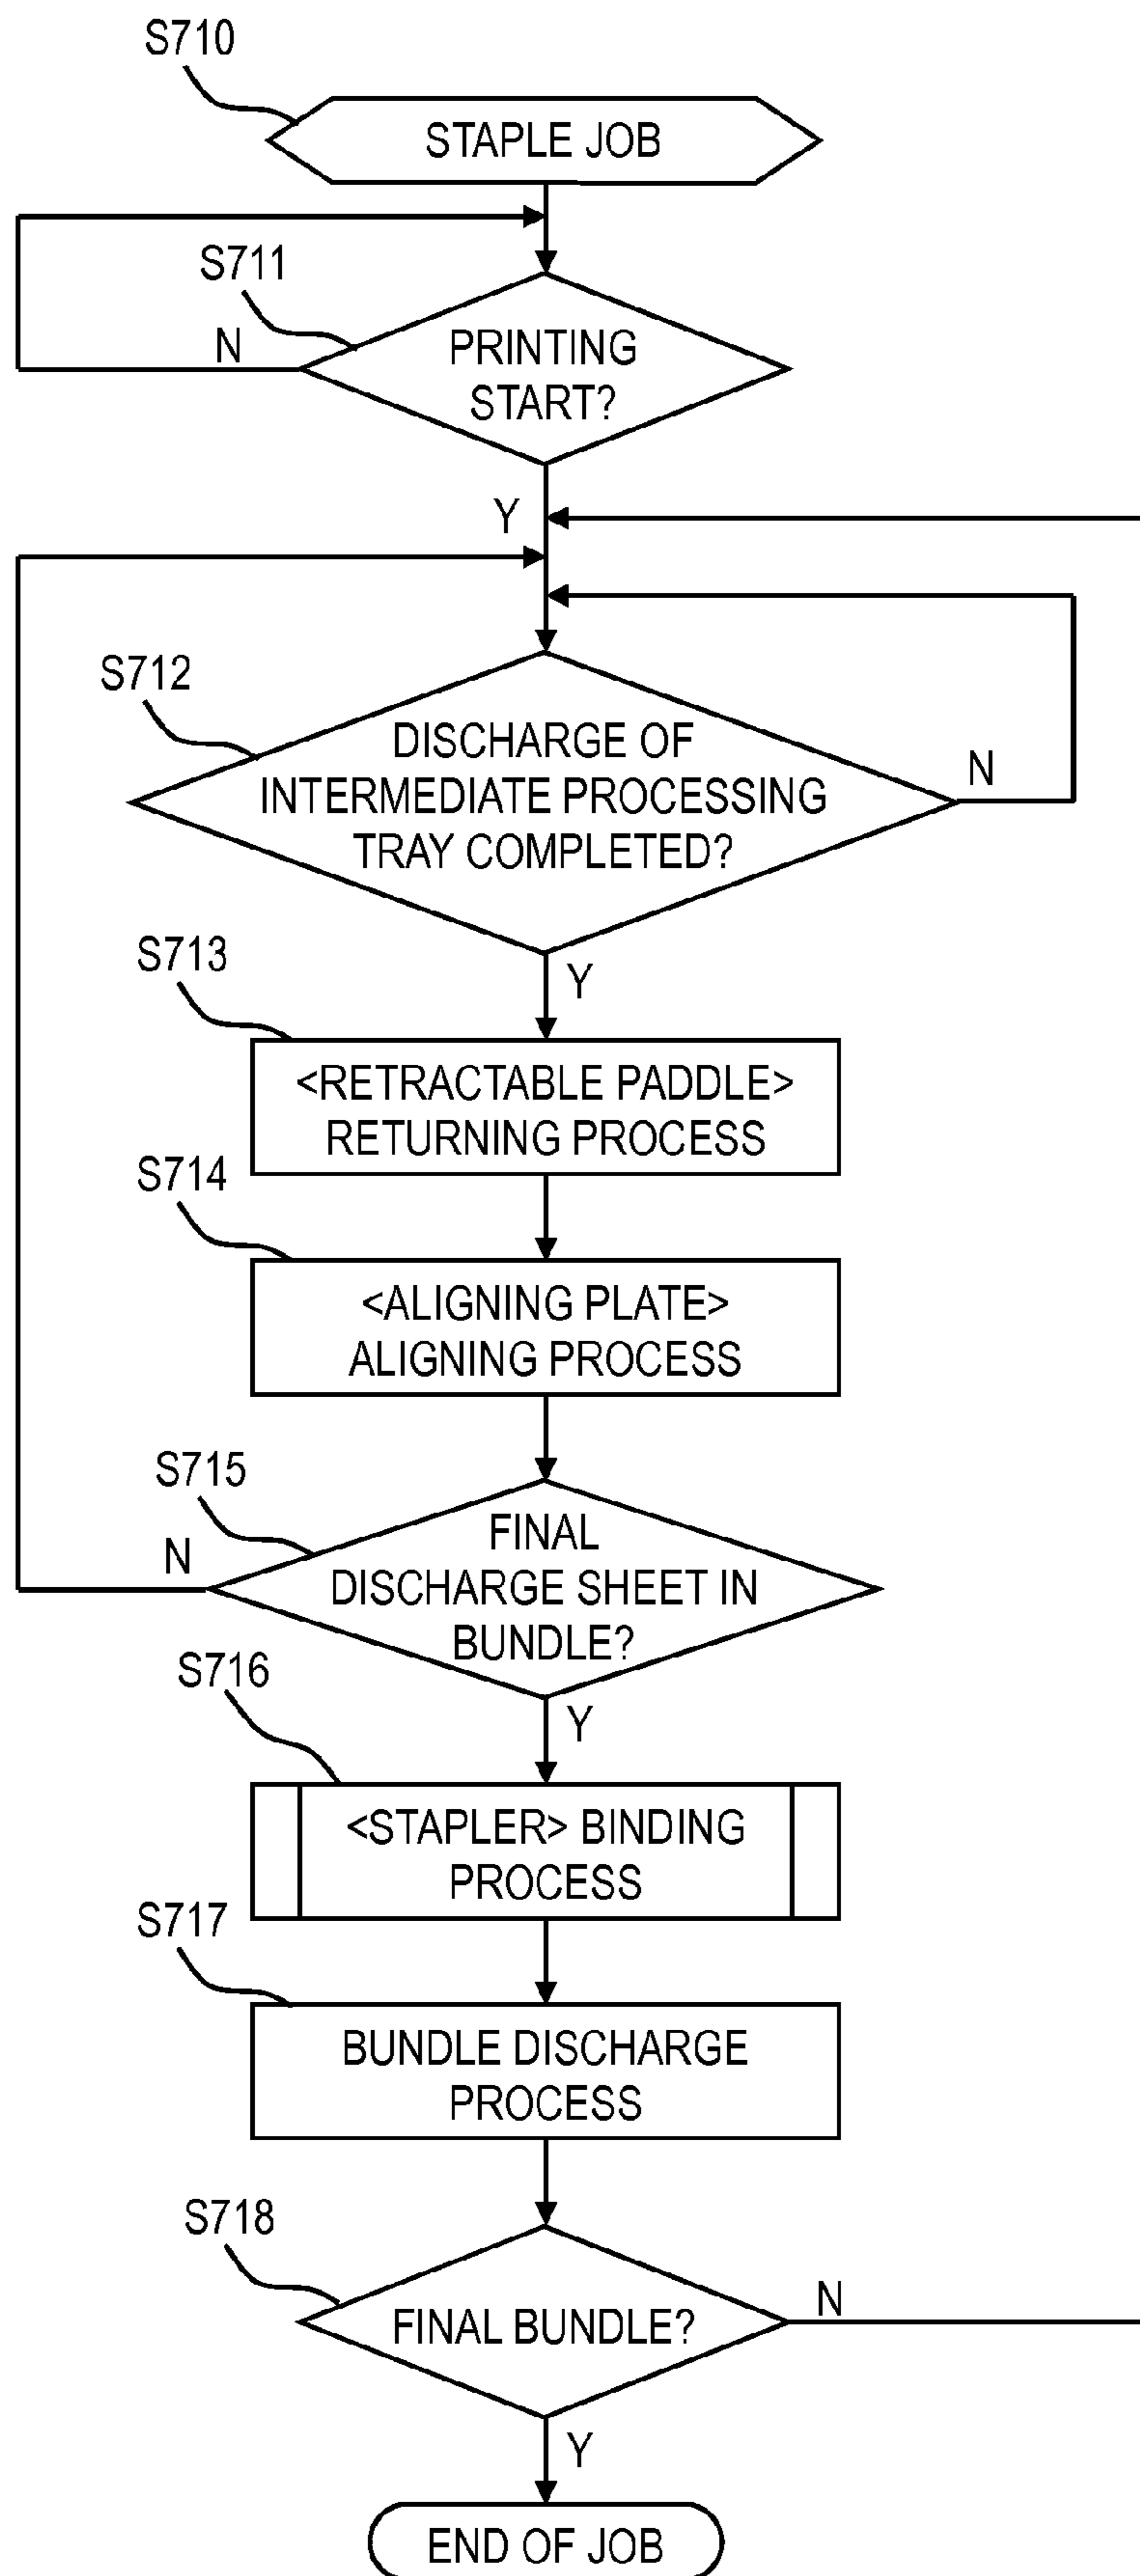 S710
STAPLE JOB
S711
N
PRINTING
START?
Y
S712
DISCHARGE OF
INTERMEDIATE PROCESSING
TRAY COMPLETED?
N
Y
S713
<RETRACTABLE PADDLE>
RETURNING PROCESS
S714
<ALIGNING PLATE>
ALIGNING PROCESS
S715
N
FINAL
DISCHARGE SHEET IN
BUNDLE?
Y
S716
<STAPLER> BINDING
PROCESS
S717
BUNDLE DISCHARGE
PROCESS
S718
FINAL BUNDLE?
N
Y
END OF JOB